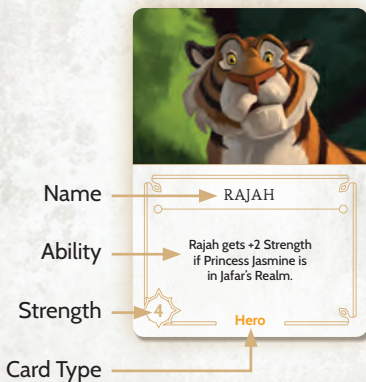 Name
RAJAH
Ability
Rajah gets +2 Strength
if Princess Jasmine is
in Jafar's Realm.
Strength
4
Hero
Card Type